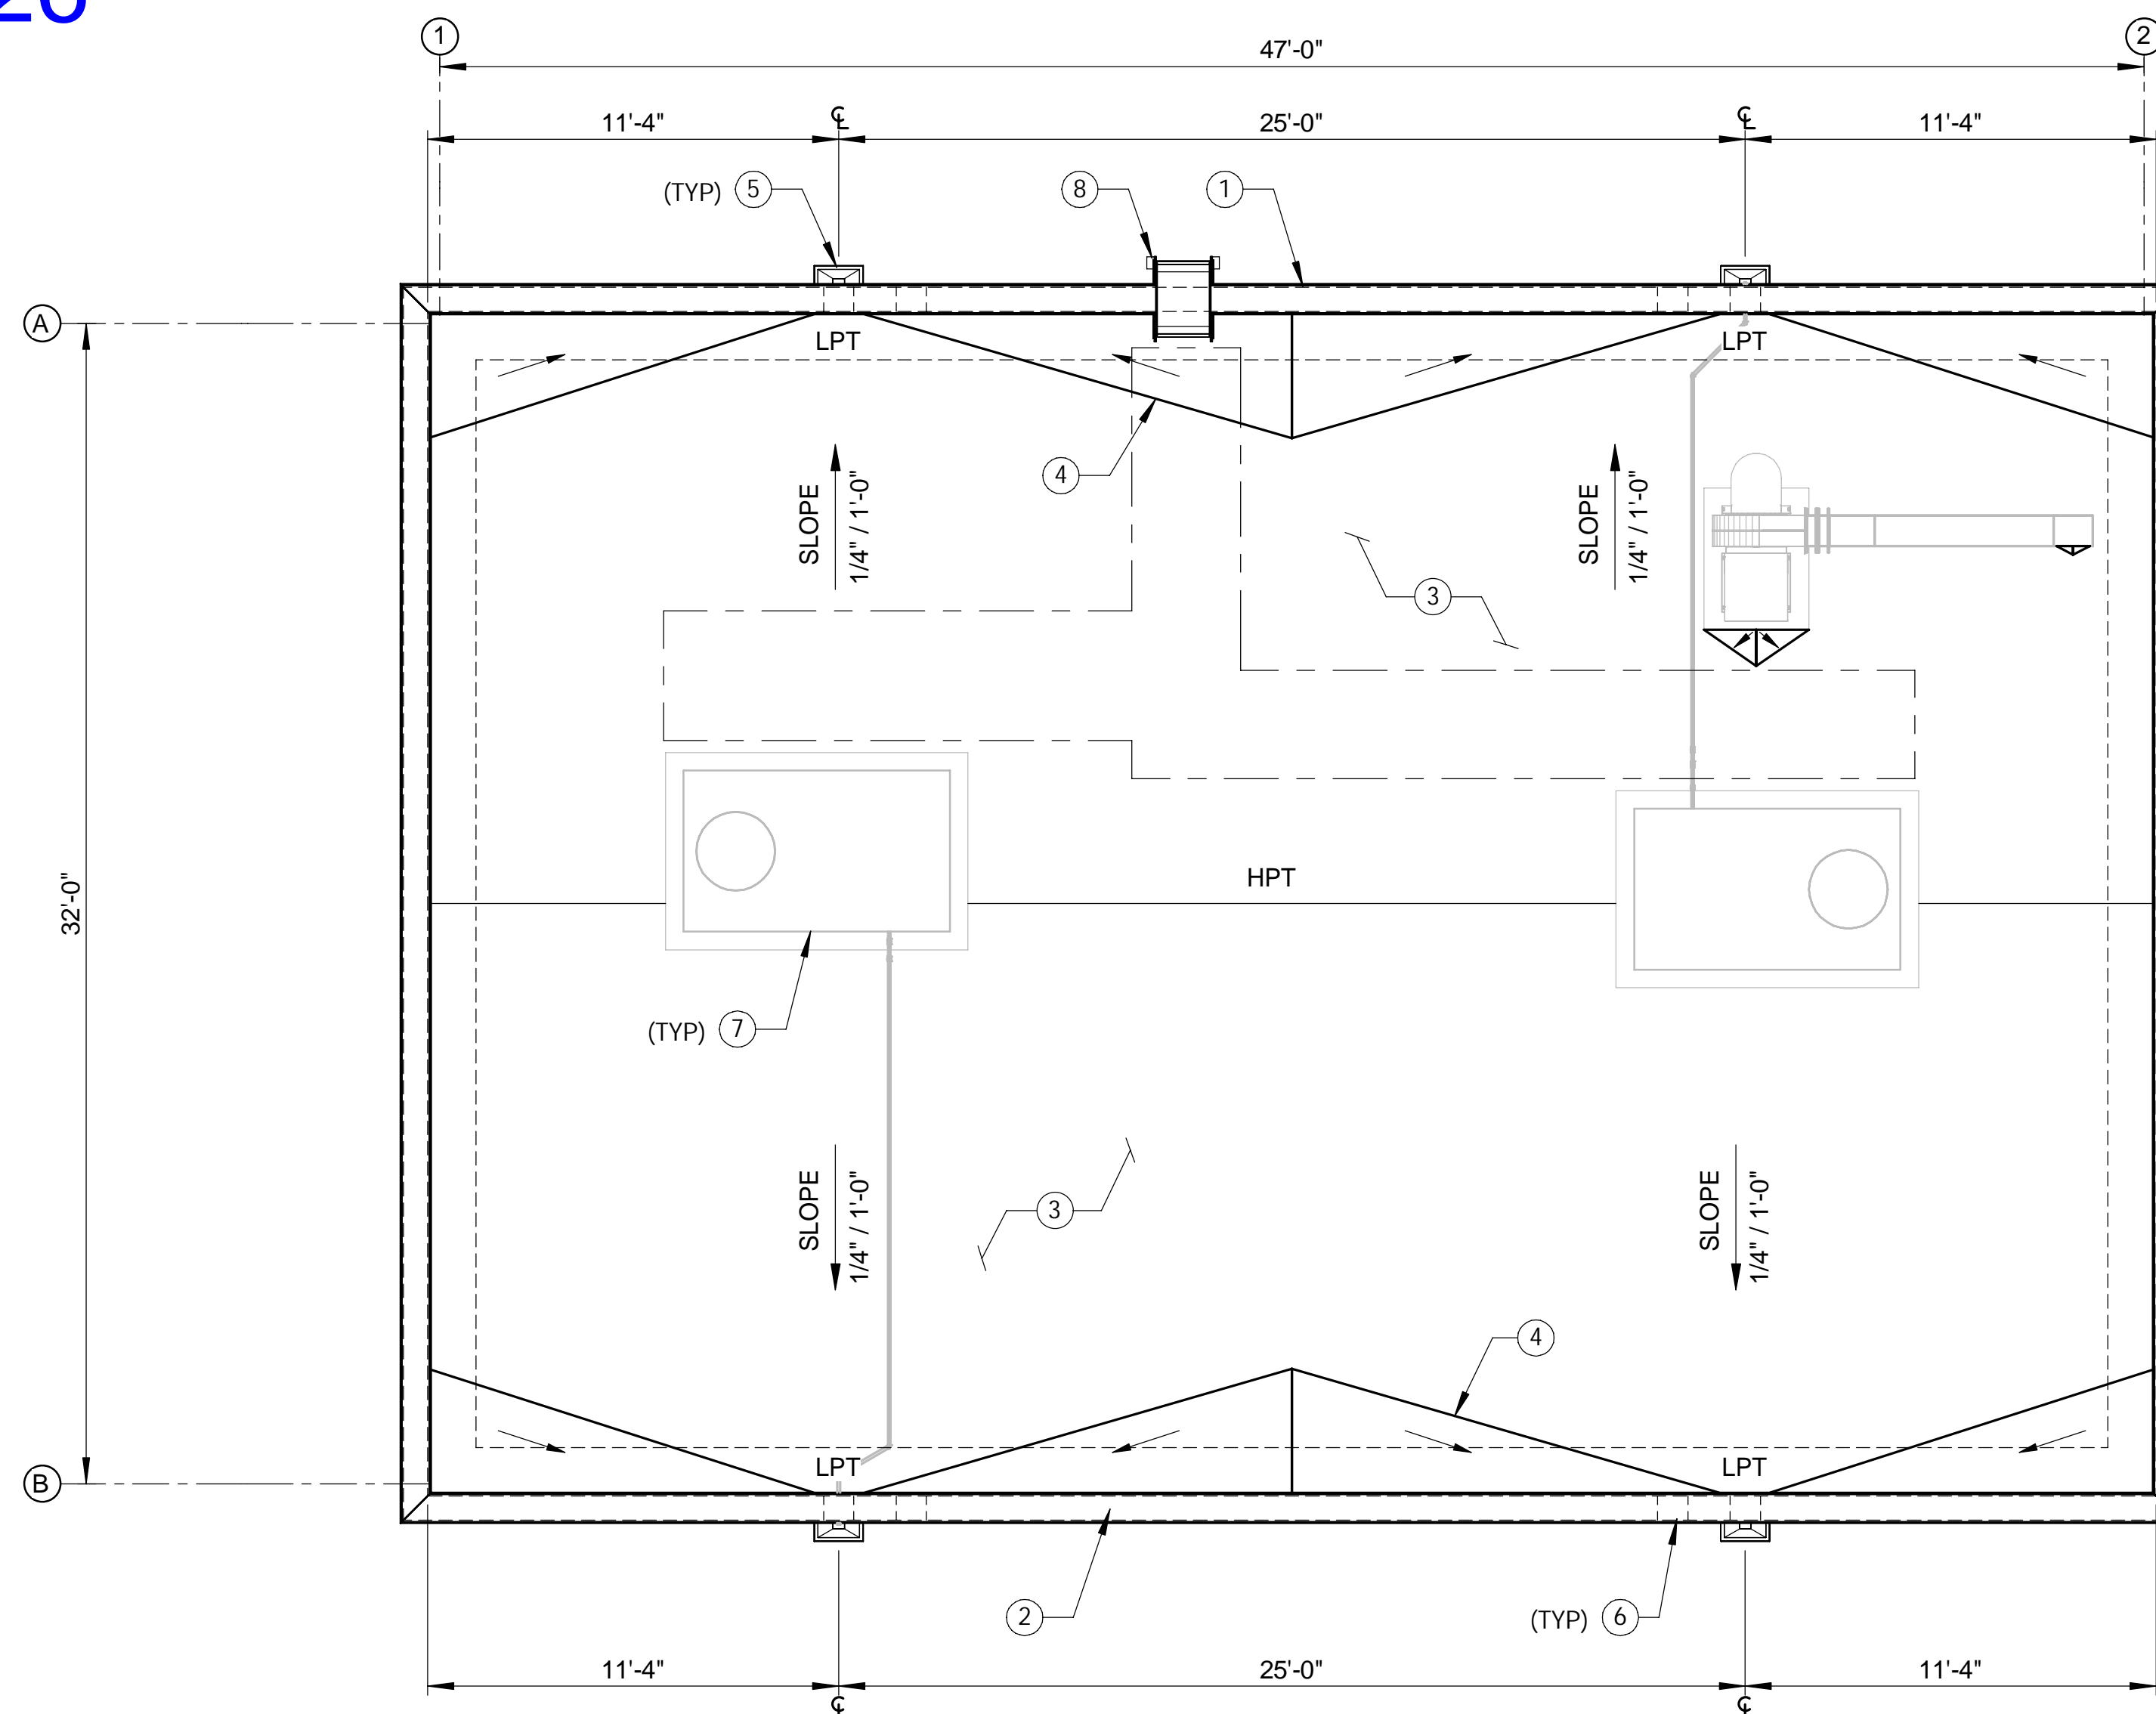 1
2
47'-0"
11'-4"
25'-0"
11'-4"
(TYP) 5
8
1
A
LPT
LPT
4
SLOPE
1/4" / 1'-0"
SLOPE
1/4" / 1'-0"
3
32'-0"
HPT
(TYP) 7
SLOPE
1/4" / 1'-0"
3
SLOPE
1/4" / 1'-0"
4
LPT
LPT
B
2
(TYP) 6
11'-4"
25'-0"
11'-4"